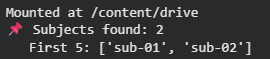 Mounted at /content/drive
📌 Subjects found: 2
First 5: ['sub-01', 'sub-02']